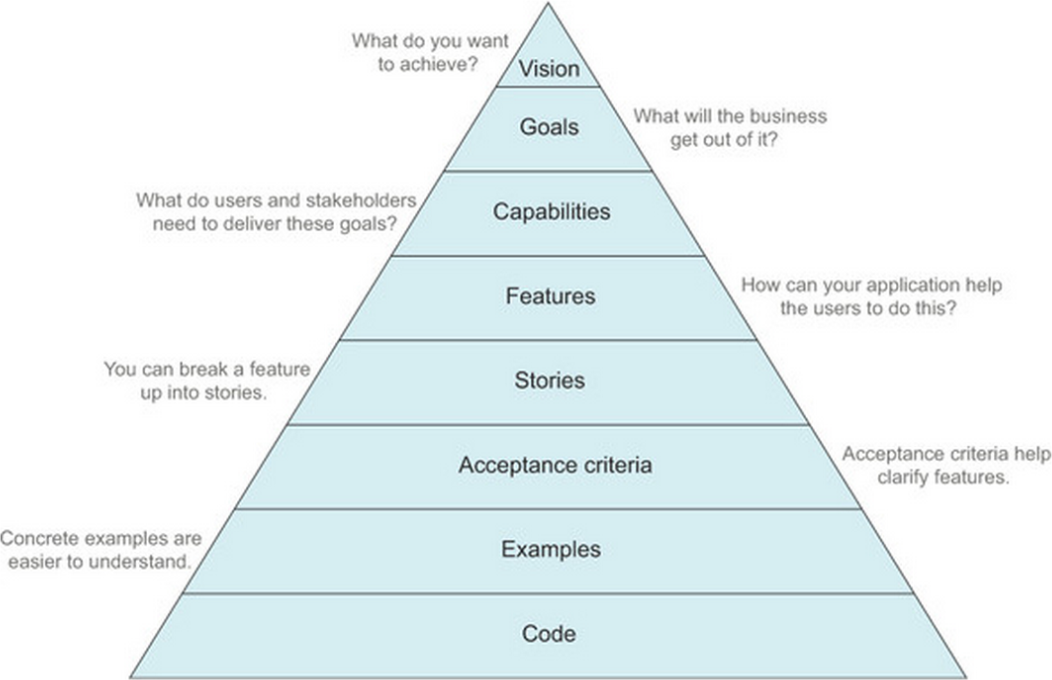 What do you want
to achieve?
Vision
Goals
What will the business
get out of it?
What do users and stakeholders
need to deliver these goals?
Capabilities
Features
How can your application help
the users to do this?
You can break a feature
up into stories.
Stories
Acceptance criteria
Acceptance criteria help
clarify features.
Concrete examples are
easier to understand.
Examples
Code